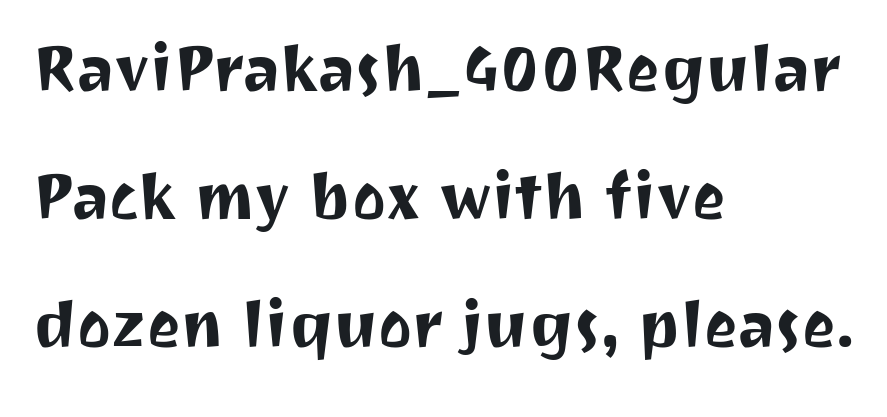 RaviPrakash_400Regular
Pack my box with five
dozen liquor jugs, please.